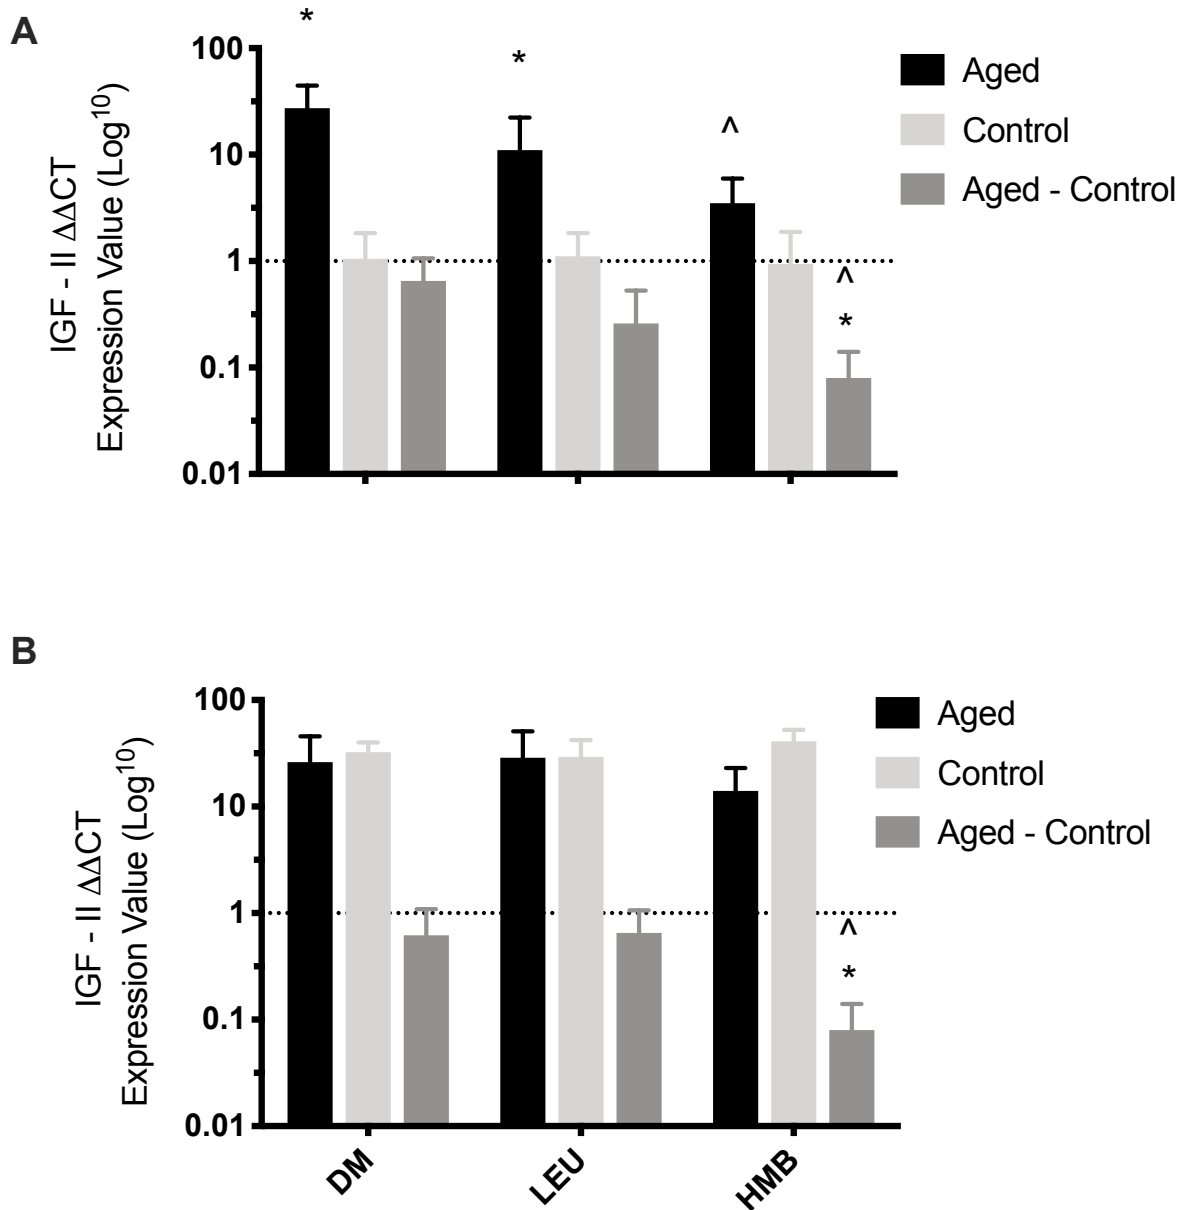 A
*
*
^
^
*
100
10
1
0.1
0.01
IGF - II ΔΔCT
Expression Value (Log10)
Aged
Control
Aged - Control
B
100
10
1
0.1
0.01
IGF - II ΔΔCT
Expression Value (Log10)
^
*
Aged
Control
Aged - Control
DM
LEU
HMB